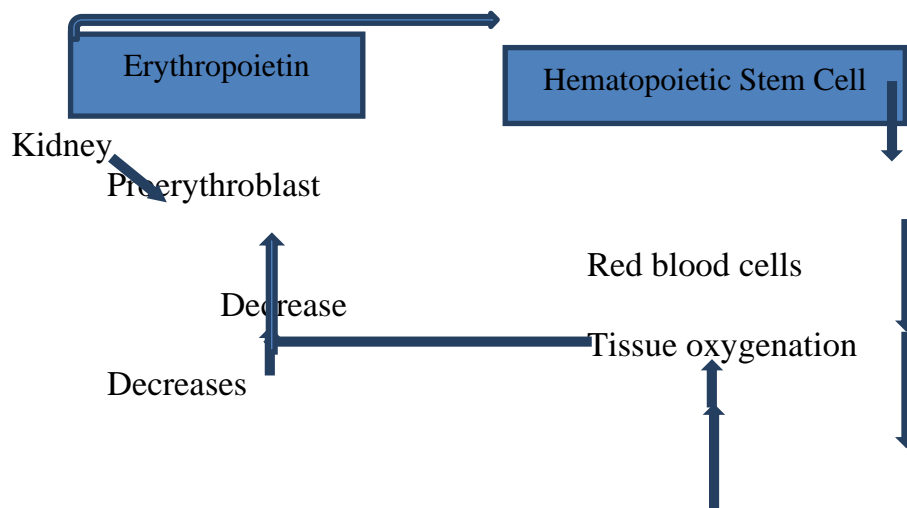 Erythropoietin
Hematopoietic Stem Cell
Kidney
Proerythroblast
Red blood cells
Decrease
Tissue oxygenation
Decreases